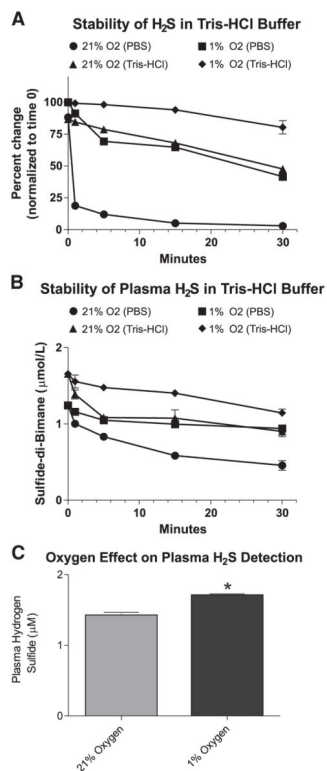 A
Stability of H₂S in Tris-HCl Buffer
21% O2 (PBS)
1% O2 (PBS)
21% O2 (Tris-HCl)
1% O2 (Tris-HCl)
Percent change
(normalized to time 0)
100
75
50
25
0
0
10
20
30
Minutes
B
Stability of Plasma H₂S in Tris-HCl Buffer
21% O2 (PBS)
1% O2 (PBS)
21% O2 (Tris-HCl)
1% O2 (Tris-HCl)
Sulfide-di-Bimane (μmol/L)
2
1
0
0
10
20
30
Minutes
C
Oxygen Effect on Plasma H₂S Detection
Plasma Hydrogen
Sulfide (μM)
2
1
0
*
21% Oxygen
1% Oxygen